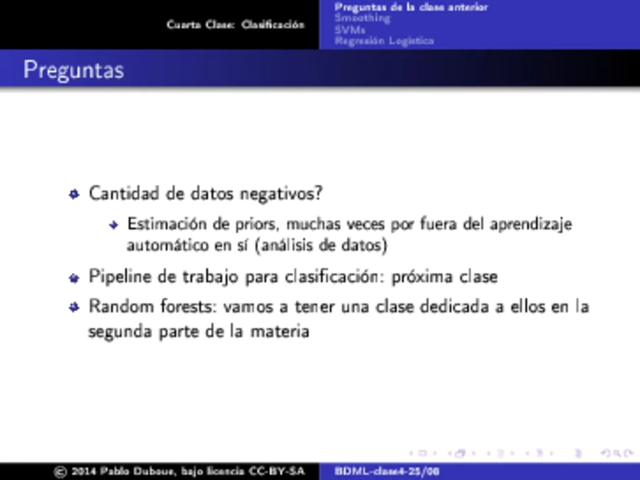 Cuarta Clase: Clasificación
Preguntas de la clase anterior
Smoothing
SVMs
Regresión Logística
Preguntas
Cantidad de datos negativos?
Estimación de priors, muchas veces por fuera del aprendizaje
automático en sí (análisis de datos)
Pipeline de trabajo para clasificación: próxima clase
Random forests: vamos a tener una clase dedicada a ellos en la
segunda parte de la materia
© 2014 Pablo Duboue, bajo licencia CC-BY-SA
BDML-clase4-25/08